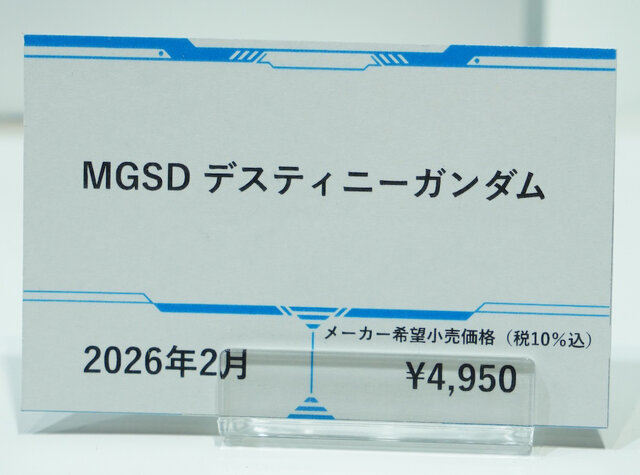 MGSD デスティニーガンダム
メーカー希望小売価格（税10％込）
2026年2月
¥4,950